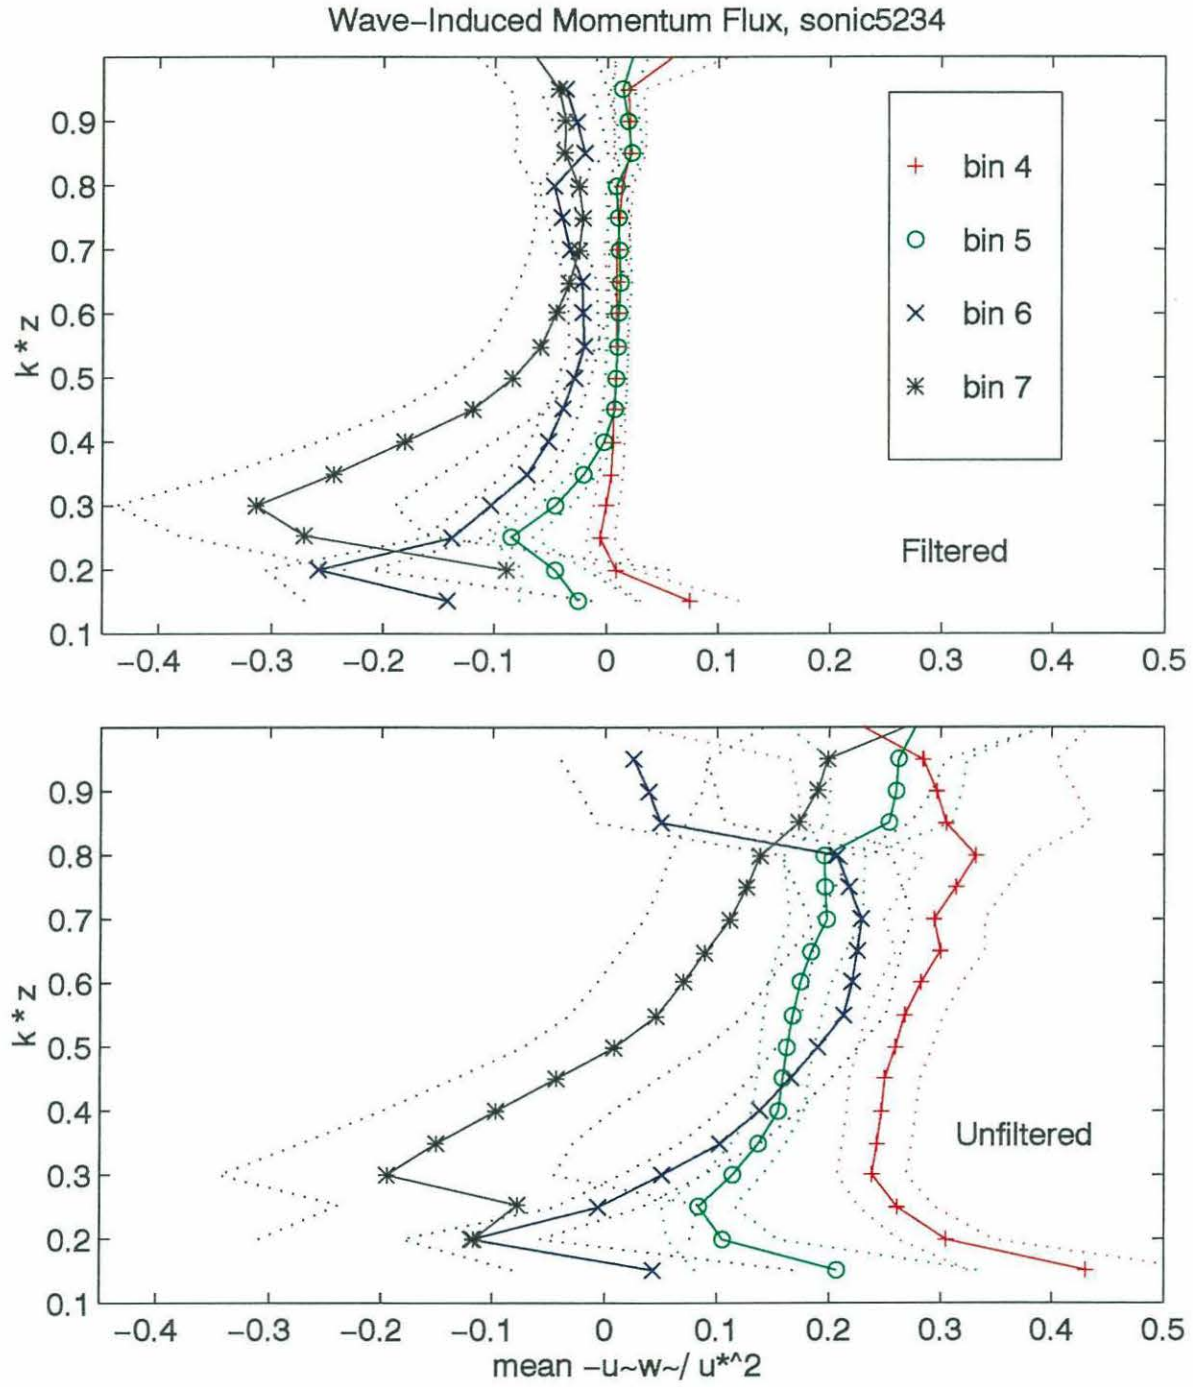 Wave-Induced Momentum Flux, sonic5234
k * z
0.9
0.8
0.7
0.6
0.5
0.4
0.3
0.2
0.1
-0.4 -0.3 -0.2 -0.1 0 0.1 0.2 0.3 0.4 0.5
bin 4
bin 5
bin 6
bin 7
Filtered
k * z
0.9
0.8
0.7
0.6
0.5
0.4
0.3
0.2
0.1
-0.4 -0.3 -0.2 -0.1 0 0.1 0.2 0.3 0.4 0.5
Unfiltered
mean -u~w~/ u*^2